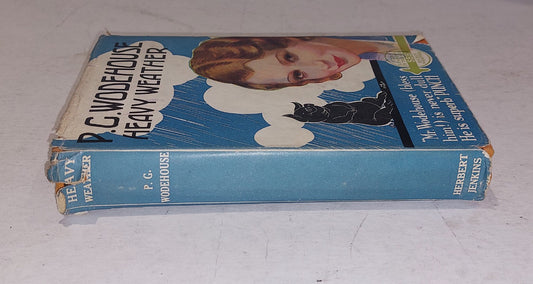 P. G. WODEHOUSE
HEAVY WEATHER
"Mr. Wodehouse (bless
him!) is never dull
He is superb" PUNCH
HEAVY
WEATHER
P. G.
WODEHOUSE
HERBERT
JENKINS